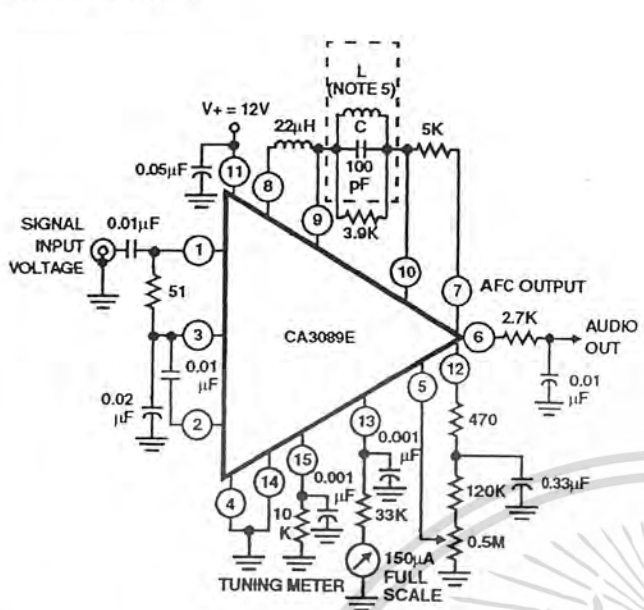 L
(NOTE 5)
V+ = 12V
22µH
C
100
pF
5K
0.05µF
11
8
9
3.9K
10
7
AFC OUTPUT
SIGNAL
INPUT
VOLTAGE
0.01µF
1
51
3
CA3089E
6
2.7K
AUDIO
OUT
0.01
µF
12
5
0.01
µF
0.02
µF
2
13
0.001
µF
470
4
14
15
0.001
µF
10
K
33K
120K
0.33µF
0.5M
150µA
FULL
SCALE
TUNING METER